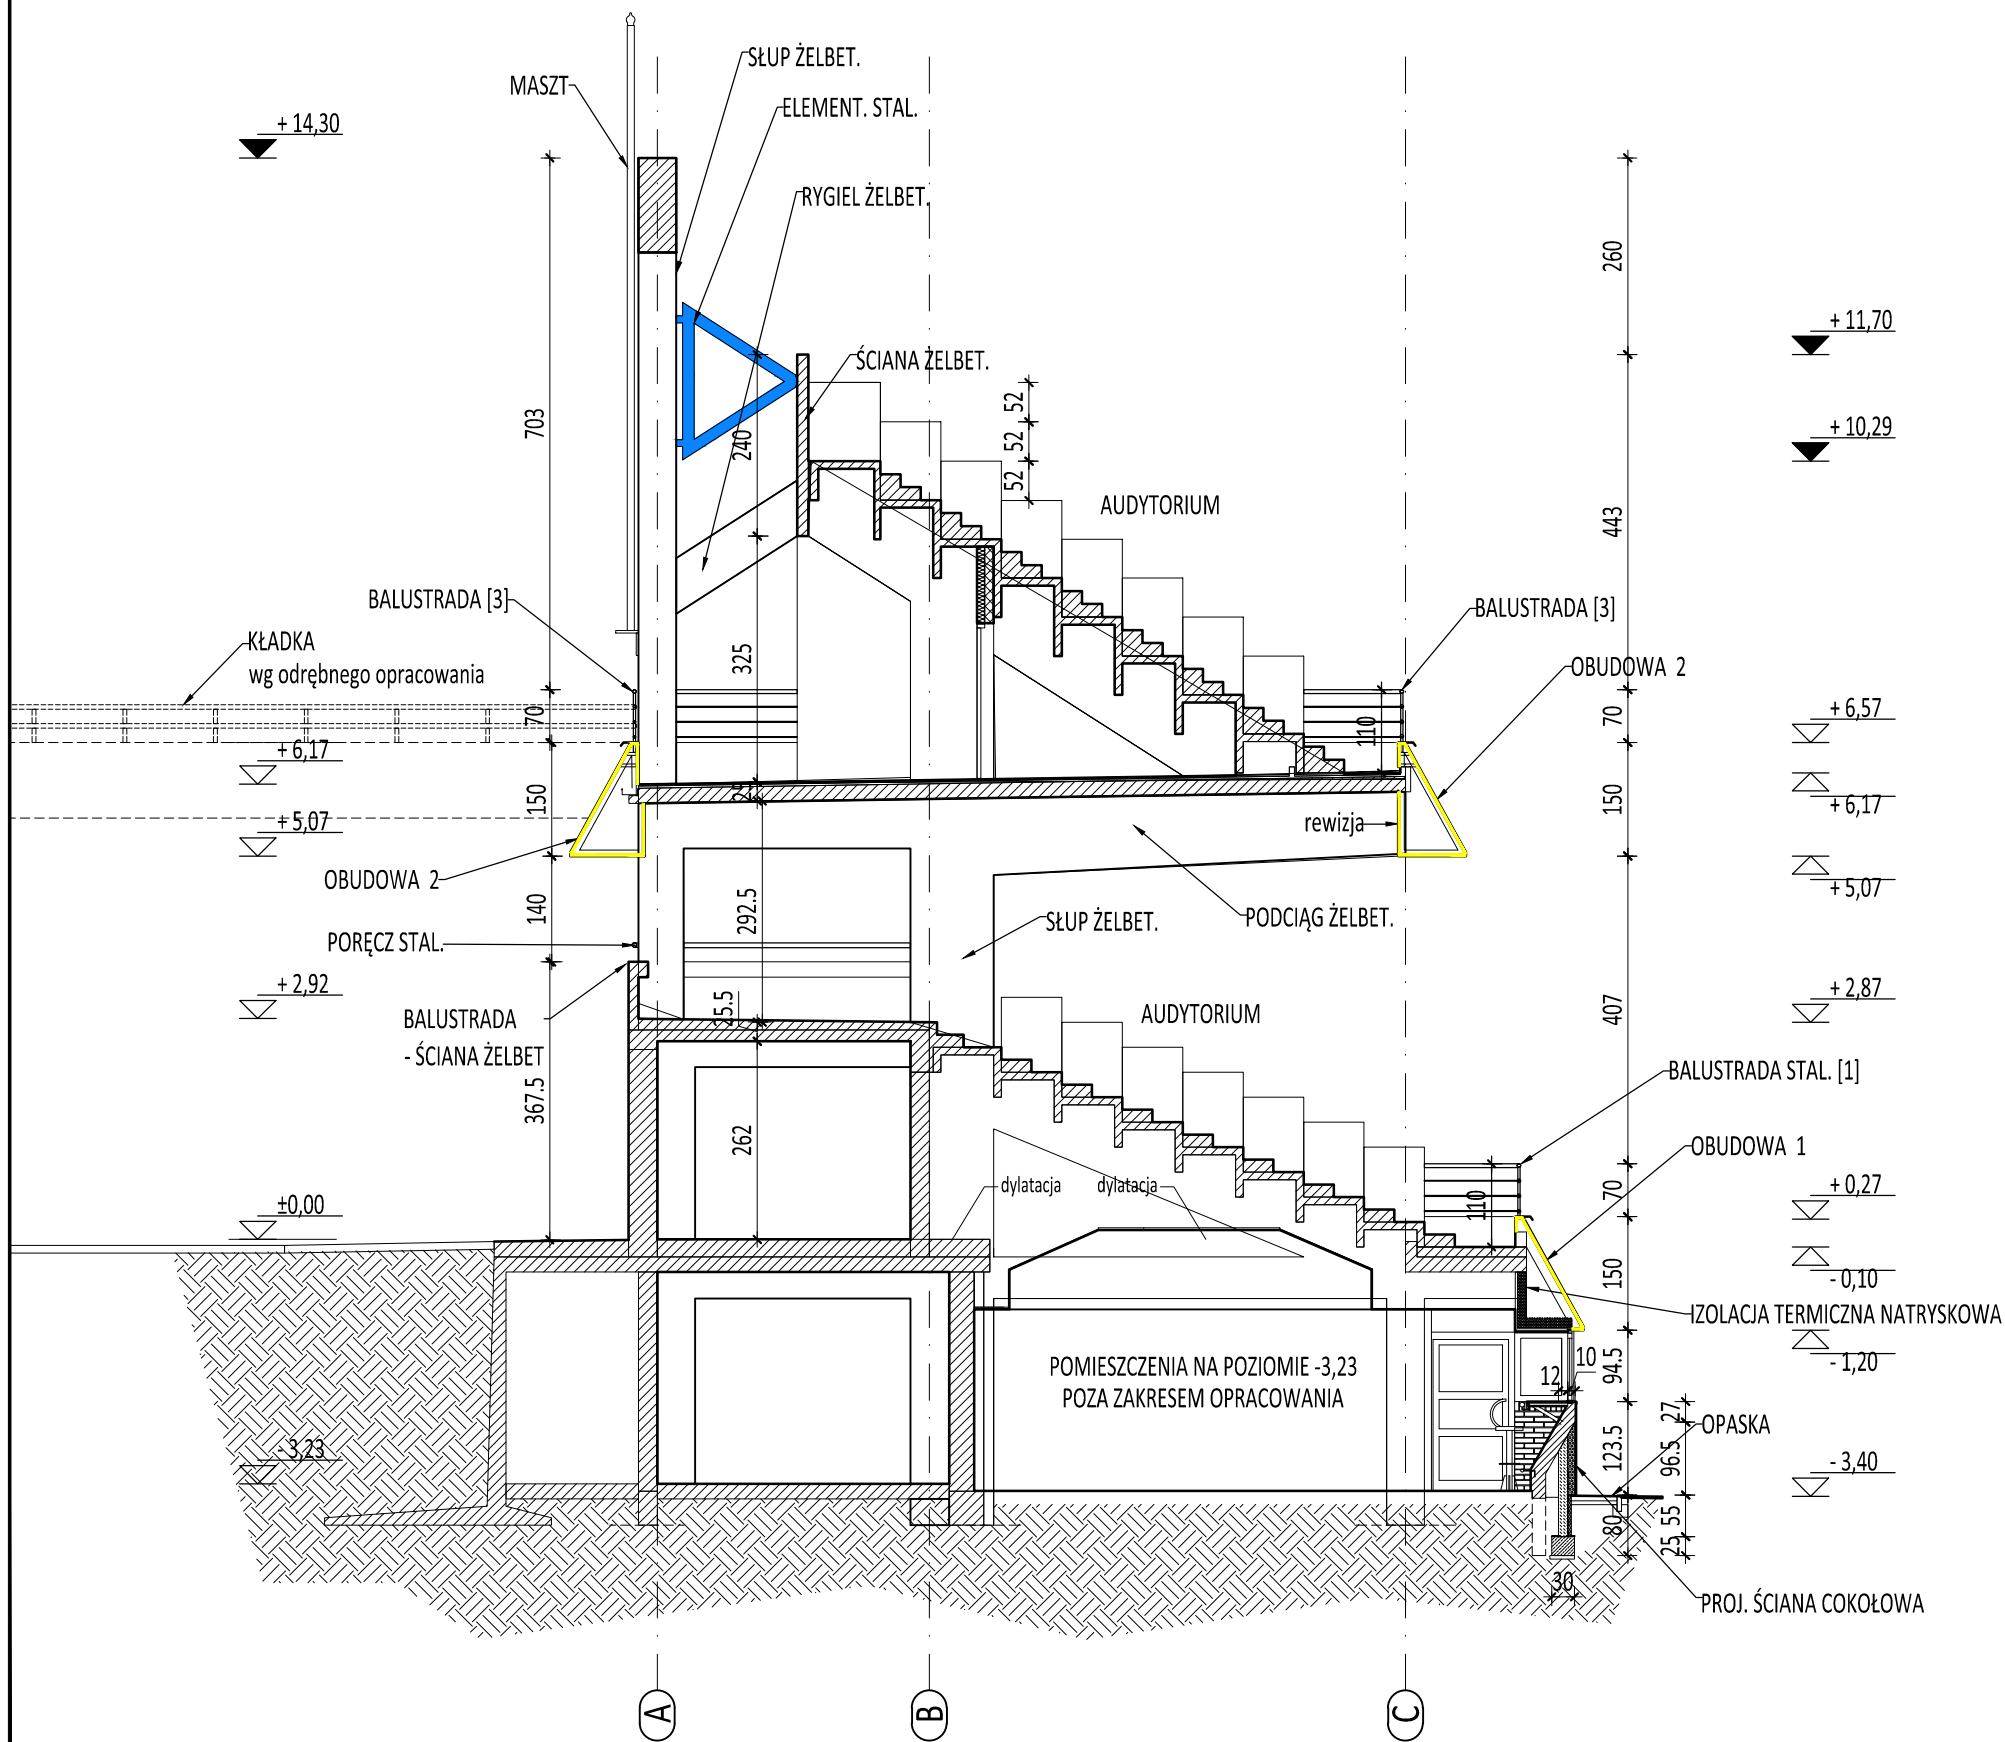 SŁUP ŻELBET.
MASZT
ELEMENT. STAL.
+ 14,30
RYGIEL ŻELBET.
260
+ 11,70
ŚCIANA ŻELBET.
703
240
52
52
52
+ 10,29
AUDYTORIUM
443
BALUSTRADA [3]
BALUSTRADA [3]
KŁADKA
wg odrębnego opracowania
325
OBUDOWA 2
70
110
70
+ 6,57
+ 6,17
150
150
+ 6,17
+ 5,07
rewizja
OBUDOWA 2
+ 5,07
140
292.5
SŁUP ŻELBET.
PODCIĄG ŻELBET.
PORĘCZ STAL.
+ 2,92
+ 2,87
407
BALUSTRADA
- ŚCIANA ŻELBET
25.5
AUDYTORIUM
BALUSTRADA STAL. [1]
367.5
262
OBUDOWA 1
dylatacja
dylatacja
110
70
+ 0,27
±0,00
150
- 0,10
IZOLACJA TERMICZNA NATRYSKOWA
POMIESZCZENIA NA POZIOMIE -3,23
POZA ZAKRESEM OPRACOWANIA
12
10
94.5
- 1,20
27
OPASKA
- 3,23
123.5
96.5
- 3,40
80
55
25
30
PROJ. ŚCIANA COKOŁOWA
A
B
C